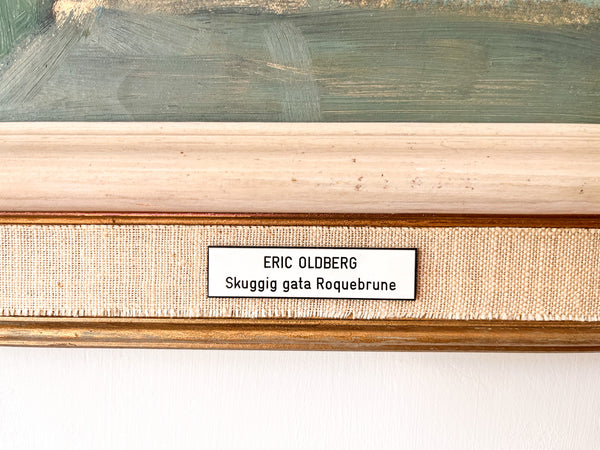 ERIC OLDBERG
Skuggig gata Roquebrune